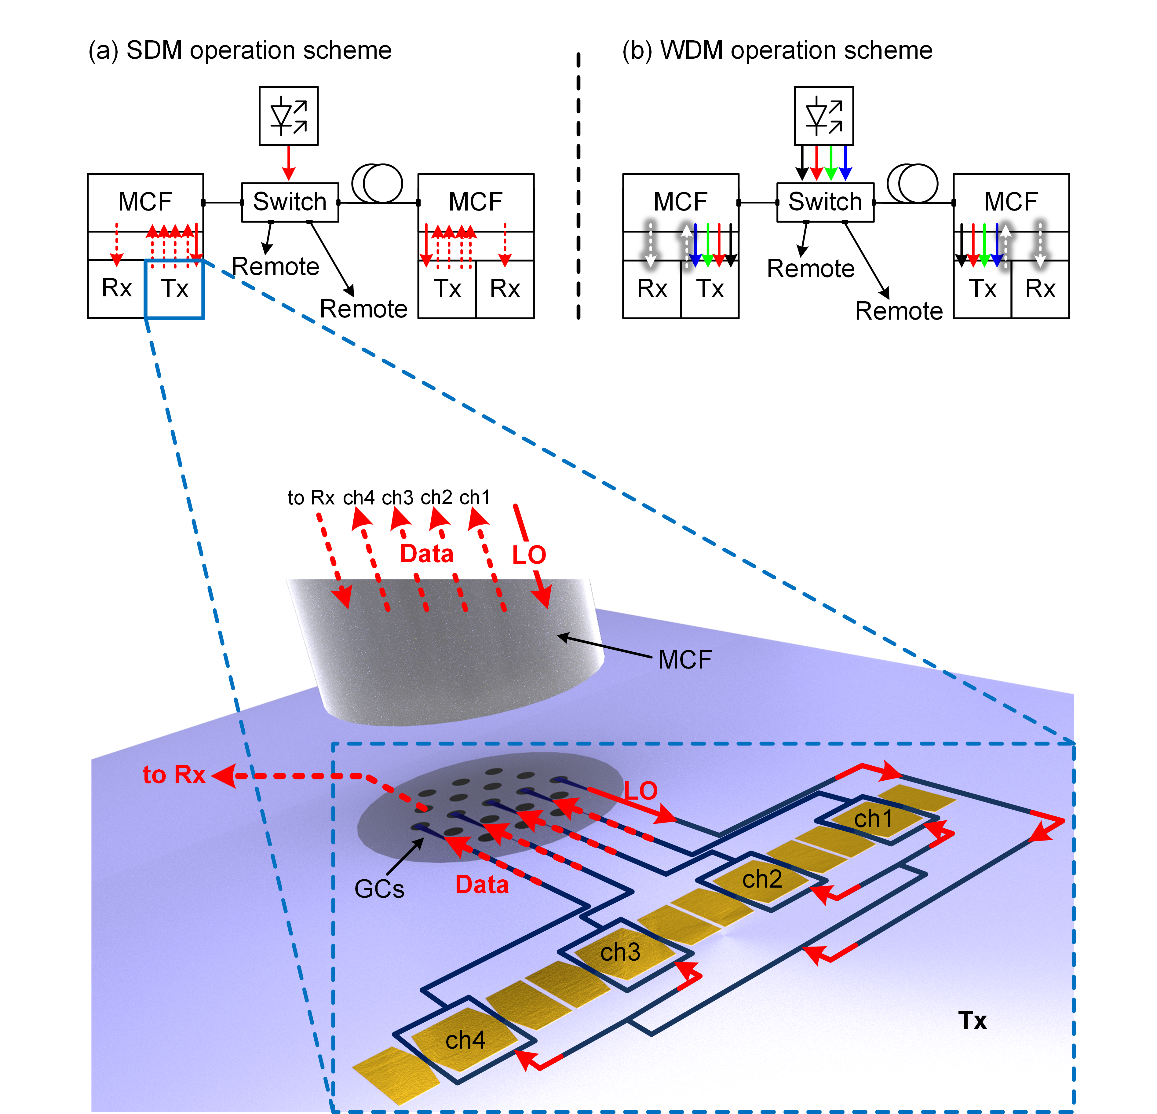 (a) SDM operation scheme
(b) WDM operation scheme
MCF
Switch
MCF
Rx
Tx
Remote
Remote
Tx
Rx
MCF
Switch
MCF
Rx
Tx
Remote
Remote
Tx
Rx
to Rx ch4 ch3 ch2 ch1
Data
LO
MCF
to Rx
LO
GCs
Data
ch1
ch2
ch3
ch4
Tx